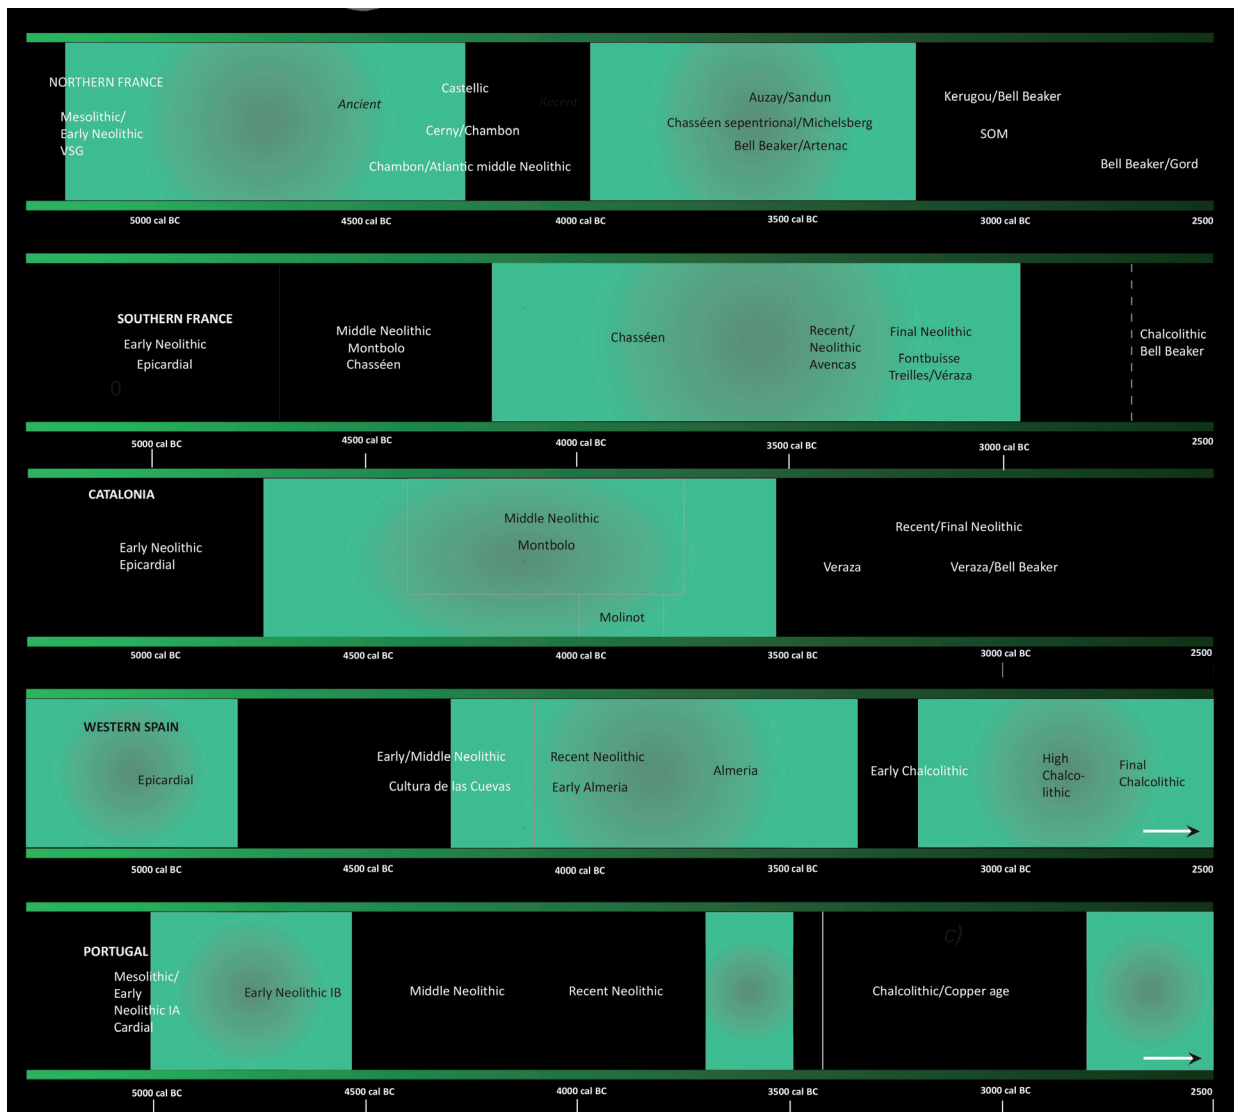 NORTHERN FRANCE
Mesolithic/
Early Neolithic
VSG
Ancient
Castellic
Cerny/Chambon
Chambon/Atlantic middle Neolithic
Recent
Auzay/Sandun
Chasséen sepentrional/Michelsberg
Bell Beaker/Artenac
Kerugou/Bell Beaker
SOM
Bell Beaker/Gord
5000 cal BC
4500 cal BC
4000 cal BC
3500 cal BC
3000 cal BC
2500
SOUTHERN FRANCE
Early Neolithic
Epicardial
0
Middle Neolithic
Montbolo
Chasséen
Chasséen
Recent/
Neolithic
Avencas
Final Neolithic
Fontbuisse
Treilles/Véraza
Chalcolithic
Bell Beaker
5000 cal BC
4500 cal BC
4000 cal BC
3500 cal BC
3000 cal BC
2500
CATALONIA
Early Neolithic
Epicardial
Middle Neolithic
Montbolo
Molinot
Recent/Final Neolithic
Veraza
Veraza/Bell Beaker
5000 cal BC
4500 cal BC
4000 cal BC
3500 cal BC
3000 cal BC
2500
WESTERN SPAIN
Epicardial
Early/Middle Neolithic
Cultura de las Cuevas
Recent Neolithic
Early Almeria
Almeria
Early Chalcolithic
High
Chalco-
lithic
Final
Chalcolithic
5000 cal BC
4500 cal BC
4000 cal BC
3500 cal BC
3000 cal BC
2500
PORTUGAL
Mesolithic/
Early
Neolithic IA
Cardial
Early Neolithic IB
Middle Neolithic
Recent Neolithic
c)
Chalcolithic/Copper age
5000 cal BC
4500 cal BC
4000 cal BC
3500 cal BC
3000 cal BC
2500